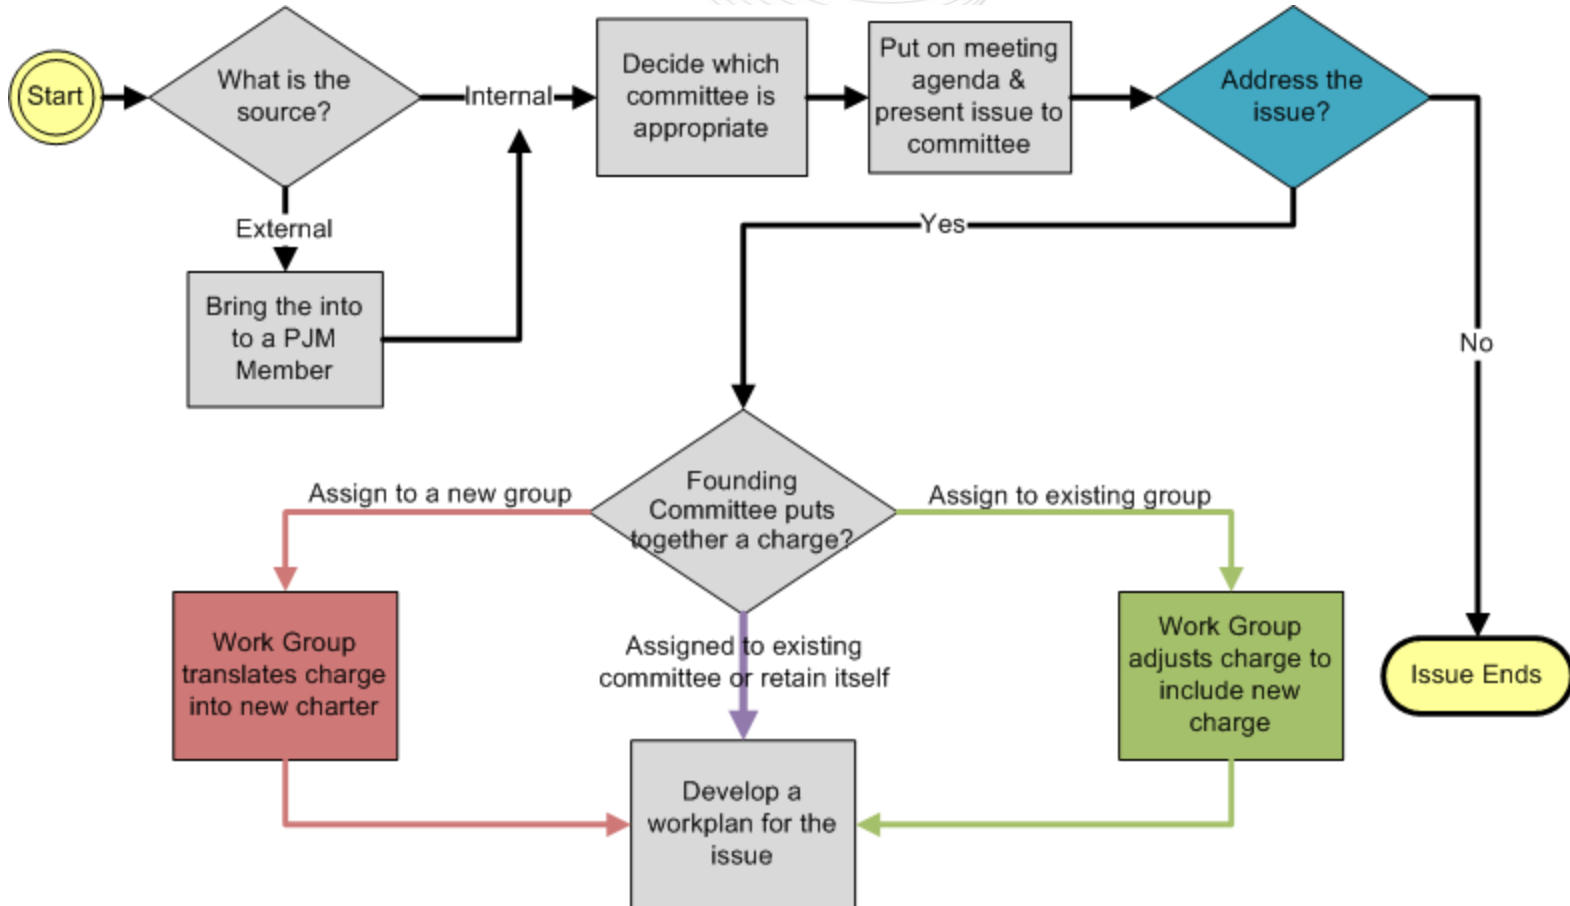 Start
What is the
source?
Internal
External
Bring the into
to a PJM
Member
Decide which
committee is
appropriate
Put on meeting
agenda &
present issue to
committee
Address the
issue?
Yes
No
Issue Ends
Founding
Committee puts
together a charge?
Assign to a new group
Assign to existing group
Assigned to existing
committee or retain itself
Work Group
translates charge
into new charter
Work Group
adjusts charge to
include new
charge
Develop a
workplan for the
issue